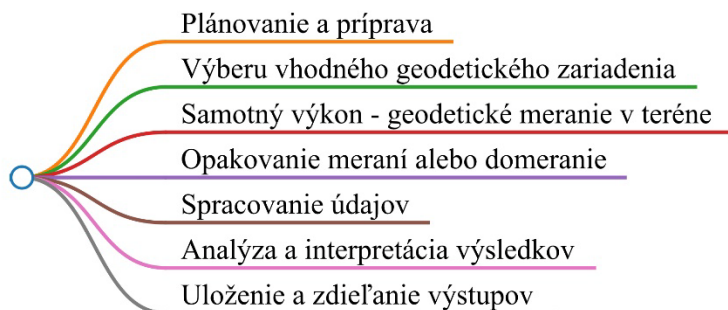 Plánovanie a príprava
Výberu vhodného geodetického zariadenia
Samotný výkon - geodetické meranie v teréne
Opakovanie meraní alebo domeranie
Spracovanie údajov
Analýza a interpretácia výsledkov
Uloženie a zdieľanie výstupov